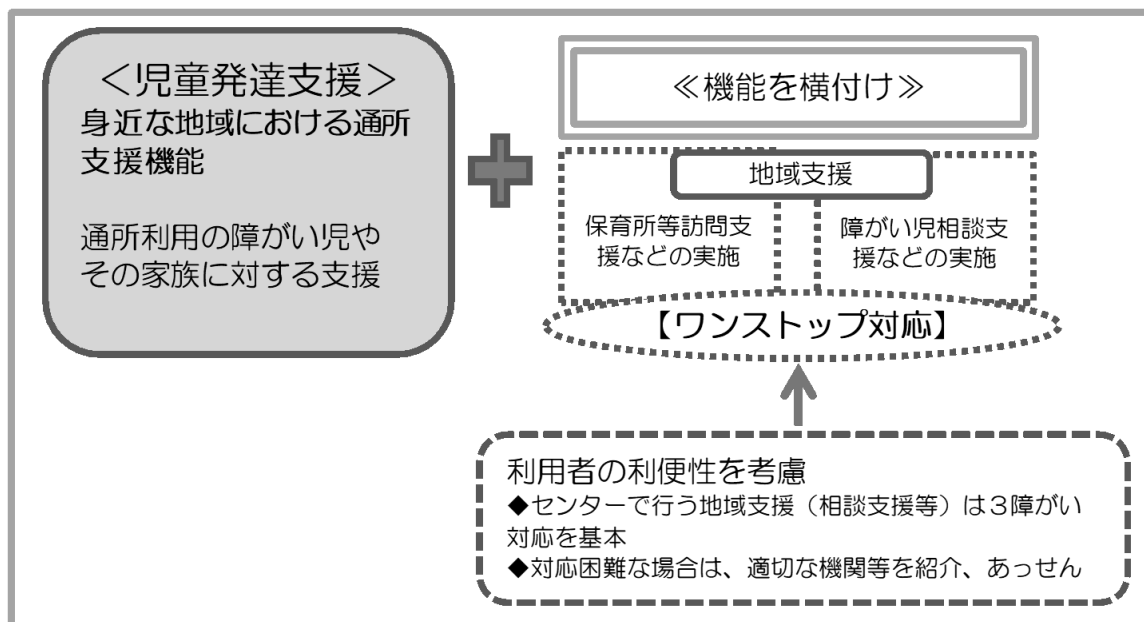 ＜児童発達支援＞
身近な地域における通所
支援機能
通所利用の障がい児や
その家族に対する支援
≪機能を横付け≫
地域支援
保育所等訪問支
援などの実施
障がい児相談支
援などの実施
【ワンストップ対応】
利用者の利便性を考慮
◆センターで行う地域支援（相談支援等）は３障がい
対応を基本
◆対応困難な場合は、適切な機関等を紹介、あっせん